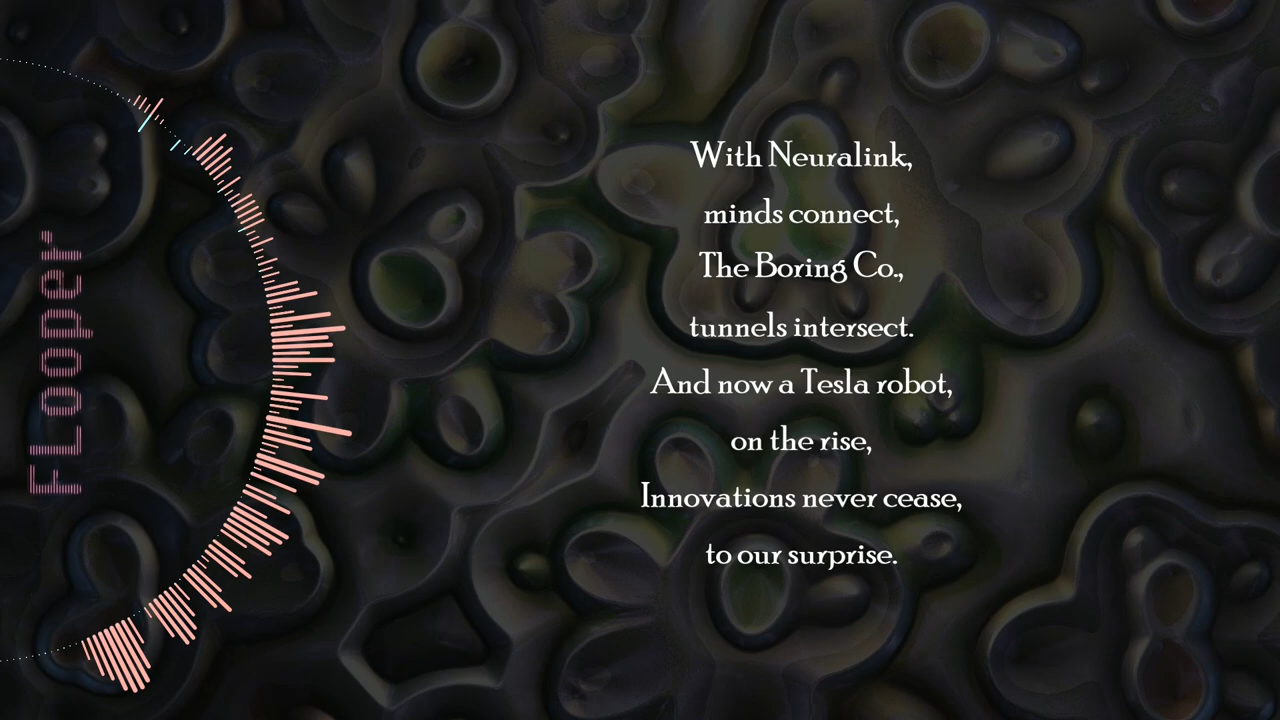 FLooper
With Neuralink,
minds connect,
The Boring Co.,
tunnels intersect.
And now a Tesla robot,
on the rise,
Innovations never cease,
to our surprise.